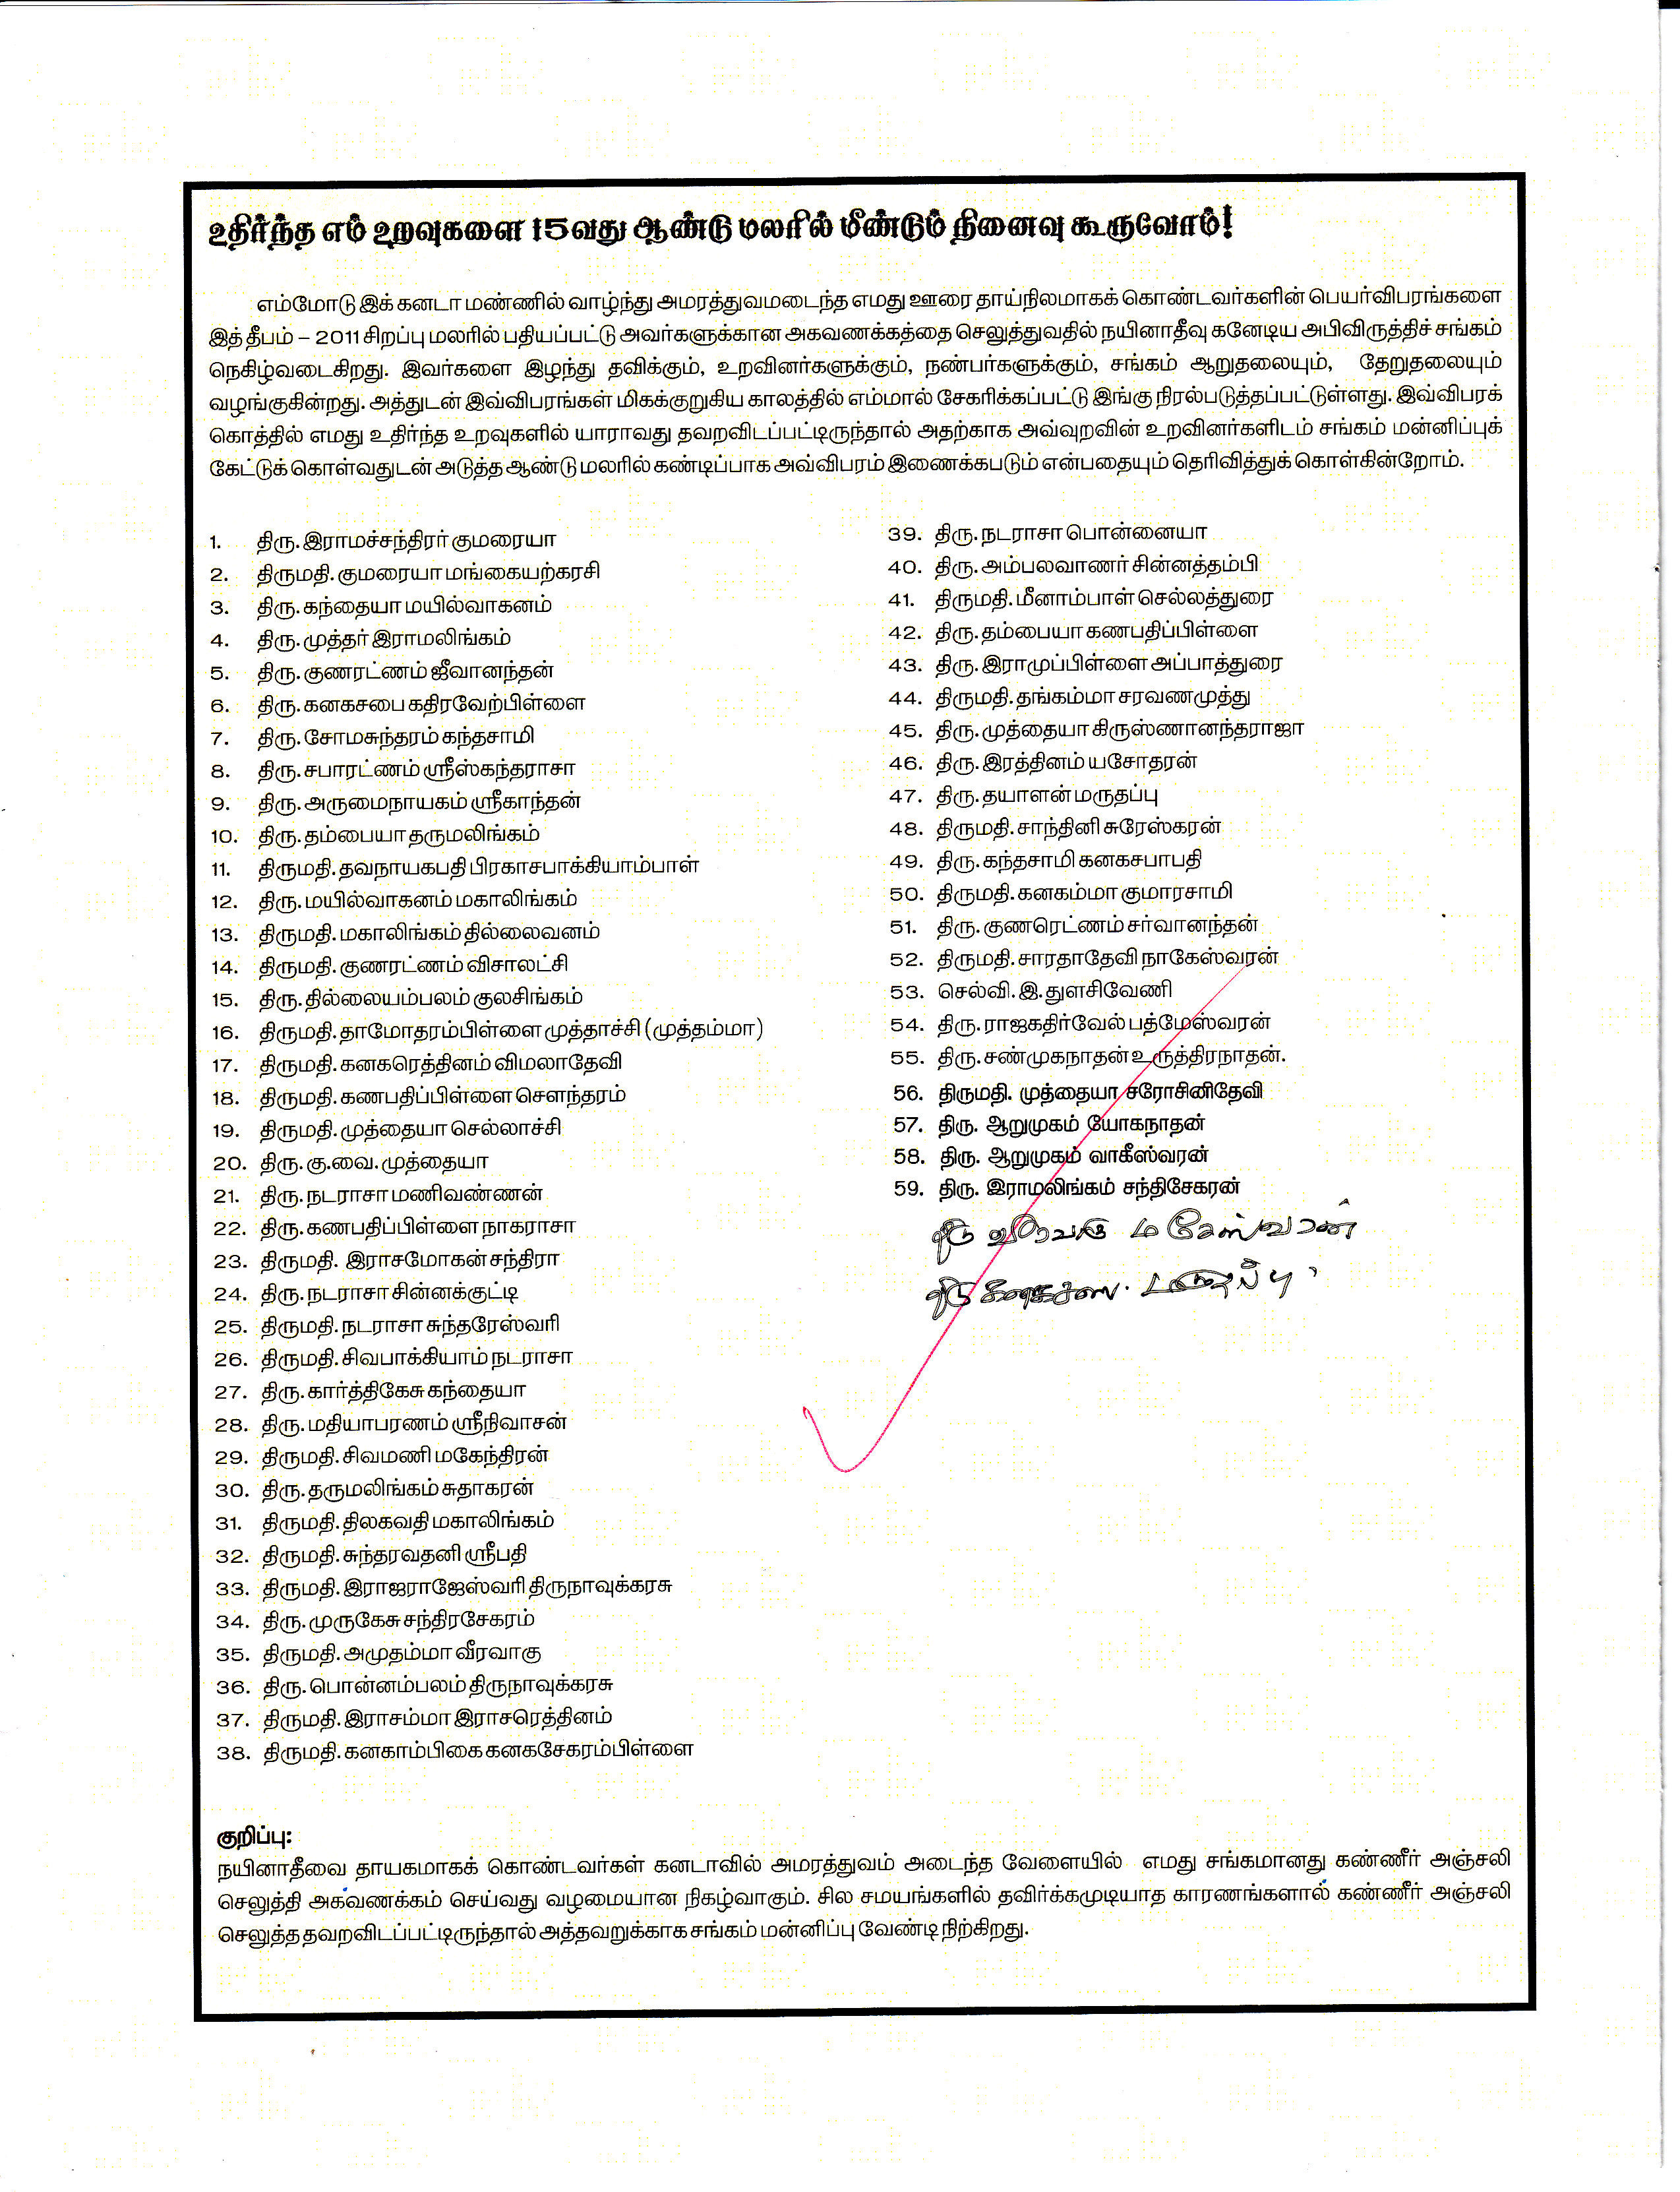 உதிர்ந்த எம் உறவுகளை 15வது ஆண்டு மலரில் மீண்டும் நினைவு கூருவோம்!
எம்மோடு இக் கனடா மண்ணில் வாழ்ந்து அமரத்துவமடைந்த எமது ஊரை தாய்நிலமாகக் கொண்டவர்களின் பெயர்விபரங்களை
இத் தீபம் – 2011 சிறப்பு மலரில் பதியப்பட்டு அவர்களுக்கான அகவணக்கத்தை செலுத்துவதில் நயினாதீவு கனேடிய அபிவிருத்திச் சங்கம்
நெகிழ்வடைகிறது. இவர்களை இழந்து தவிக்கும், உறவினர்களுக்கும், நண்பர்களுக்கும், சங்கம் ஆறுதலையும், தேறுதலையும்
வழங்குகின்றது. அத்துடன் இவ்விபரங்கள் மிகக்குறுகிய காலத்தில் எம்மால் சேகரிக்கப்பட்டு இங்கு நிரல்படுத்தப்பட்டுள்ளது. இவ்விபரக்
கொத்தில் எமது உதிர்ந்த உறவுகளில் யாராவது தவறவிடப்பட்டிருந்தால் அதற்காக அவ்வுறவின் உறவினர்களிடம் சங்கம் மன்னிப்புக்
கேட்டுக் கொள்வதுடன் அடுத்த ஆண்டு மலரில் கண்டிப்பாக அவ்விபரம் இணைக்கபடும் என்பதையும் தெரிவித்துக் கொள்கின்றோம்.
1. திரு. இராமச்சந்திரர் குமரையா
2. திருமதி. குமரையா மங்கையற்கரசி
3. திரு. கந்தையா மயில்வாகனம்
4. திரு. முத்தர் இராமலிங்கம்
5. திரு. குணரட்ணம் ஜீவானந்தன்
6. திரு. கனகசபை கதிரவேற்பிள்ளை
7. திரு. சோமசுந்தரம் கந்தசாமி
8. திரு. சபாரட்ணம் ஸ்ரீஸ்கந்தராசா
9. திரு. அருமைநாயகம் ஸ்ரீகாந்தன்
10. திரு. தம்பையா தருமலிங்கம்
11. திருமதி. தவநாயகபதி பிரகாசபாக்கியாம்பாள்
12. திரு. மயில்வாகனம் மகாலிங்கம்
13. திருமதி. மகாலிங்கம் தில்லைவனம்
14. திருமதி. குணரட்ணம் விசாலட்சி
15. திரு. தில்லையம்பலம் குலசிங்கம்
16. திருமதி. தாமோதரம்பிள்ளை முத்தாச்சி (முத்தம்மா)
17. திருமதி. கனகரெத்தினம் விமலாதேவி
18. திருமதி. கணபதிப்பிள்ளை சௌந்தரம்
19. திருமதி. முத்தையா செல்லாச்சி
20. திரு. கு.வை. முத்தையா
21. திரு. நடராசா மணிவண்ணன்
22. திரு. கணபதிப்பிள்ளை நாகராசா
23. திருமதி. இராசமோகன் சந்திரா
24. திரு. நடராசா சின்னக்குட்டி
25. திருமதி. நடராசா சுந்தரேஸ்வரி
26. திருமதி. சிவபாக்கியாம் நடராசா
27. திரு. கார்த்திகேசு கந்தையா
28. திரு. மதியாபரணம் ஸ்ரீநிவாசன்
29. திருமதி. சிவமணி மகேந்திரன்
30. திரு. தருமலிங்கம் சுதாகரன்
31. திருமதி. திலகவதி மகாலிங்கம்
32. திருமதி. சுந்தரவதனி ஸ்ரீபதி
33. திருமதி. இராஜராஜேஸ்வரி திருநாவுக்கரசு
34. திரு. முருகேசு சந்திரசேகரம்
35. திருமதி. அமுதம்மா வீரவாகு
36. திரு. பொன்னம்பலம் திருநாவுக்கரசு
37. திருமதி. இராசம்மா இராசரெத்தினம்
38. திருமதி. கனகாம்பிகை கனகசேகரம்பிள்ளை
39. திரு. நடராசா பொன்னையா
40. திரு. அம்பலவாணர் சின்னத்தம்பி
41. திருமதி. மீனாம்பாள் செல்லத்துரை
42. திரு. தம்பையா கணபதிப்பிள்ளை
43. திரு. இராமுப்பிள்ளை அப்பாத்துரை
44. திருமதி. தங்கம்மா சரவணமுத்து
45. திரு. முத்தையா கிருஸ்ணானந்தராஜா
46. திரு. இரத்தினம் யசோதரன்
47. திரு. தயாளன் மருதப்பு
48. திருமதி. சாந்தினி சுரேஸ்கரன்
49. திரு. கந்தசாமி கனகசபாபதி
50. திருமதி. கனகம்மா குமாரசாமி
51. திரு. குணரெட்ணம் சர்வானந்தன்
52. திருமதி. சாரதாதேவி நாகேஸ்வரன்
53. செல்வி. இ. துளசிவேணி
54. திரு. ராஜகதிர்வேல் பத்மேஸ்வரன்
55. திரு. சண்முகநாதன் உருத்திரநாதன்.
56. திருமதி. முத்தையா சரோசினிதேவி
57. திரு. ஆறுமுகம் யோகநாதன்
58. திரு. ஆறுமுகம் வாகீஸ்வரன்
59. திரு. இராமலிங்கம் சந்திசேகரன்
திரு மகேஸ்வரன்
திரு
குறிப்பு:
நயினாதீவை தாயகமாகக் கொண்டவர்கள் கனடாவில் அமரத்துவம் அடைந்த வேளையில் எமது சங்கமானது கண்ணீர் அஞ்சலி
செலுத்தி அகவணக்கம் செய்வது வழமையான நிகழ்வாகும். சில சமயங்களில் தவிர்க்கமுடியாத காரணங்களால் கண்ணீர் அஞ்சலி
செலுத்த தவறவிடப்பட்டிருந்தால் அத்தவறுக்காக சங்கம் மன்னிப்பு வேண்டி நிற்கிறது.